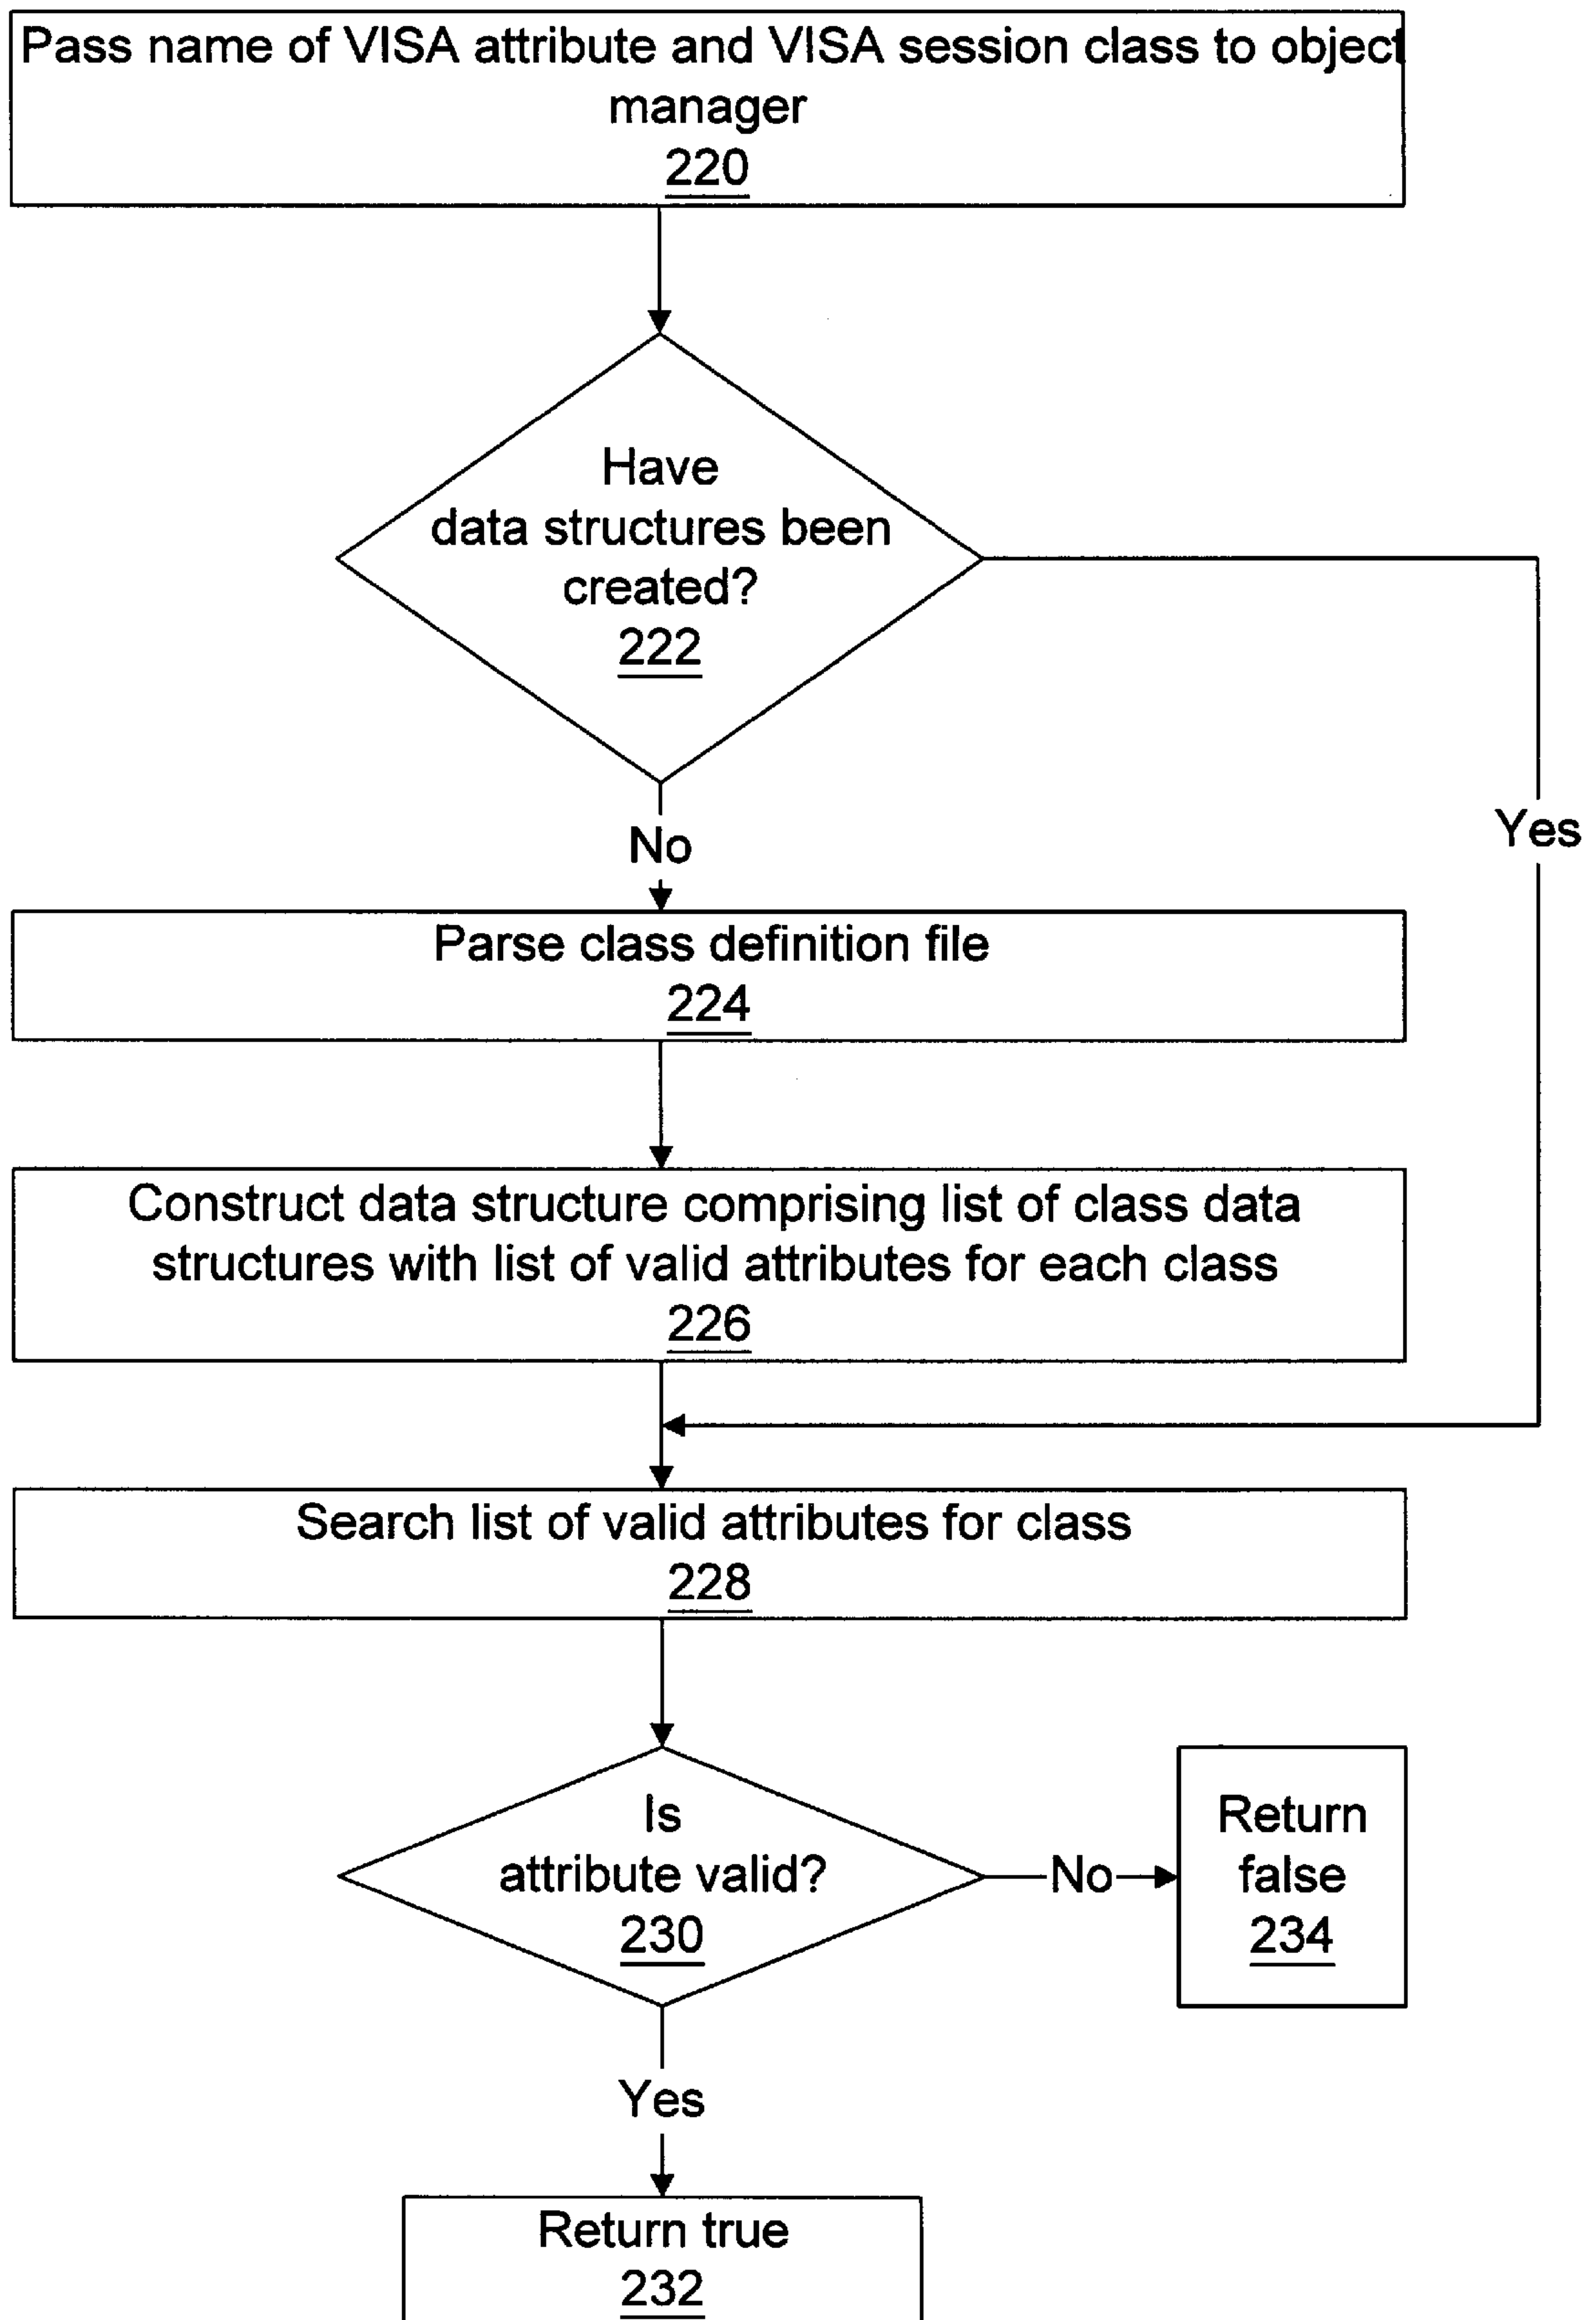 Pass name of VISA attribute and VISA session class to object
manager
220
Have
data structures been
created?
222
Yes
No
Parse class definition file
224
Construct data structure comprising list of class data
structures with list of valid attributes for each class
226
Search list of valid attributes for class
228
Is
attribute valid?
230
No
Return
false
234
Yes
Return true
232